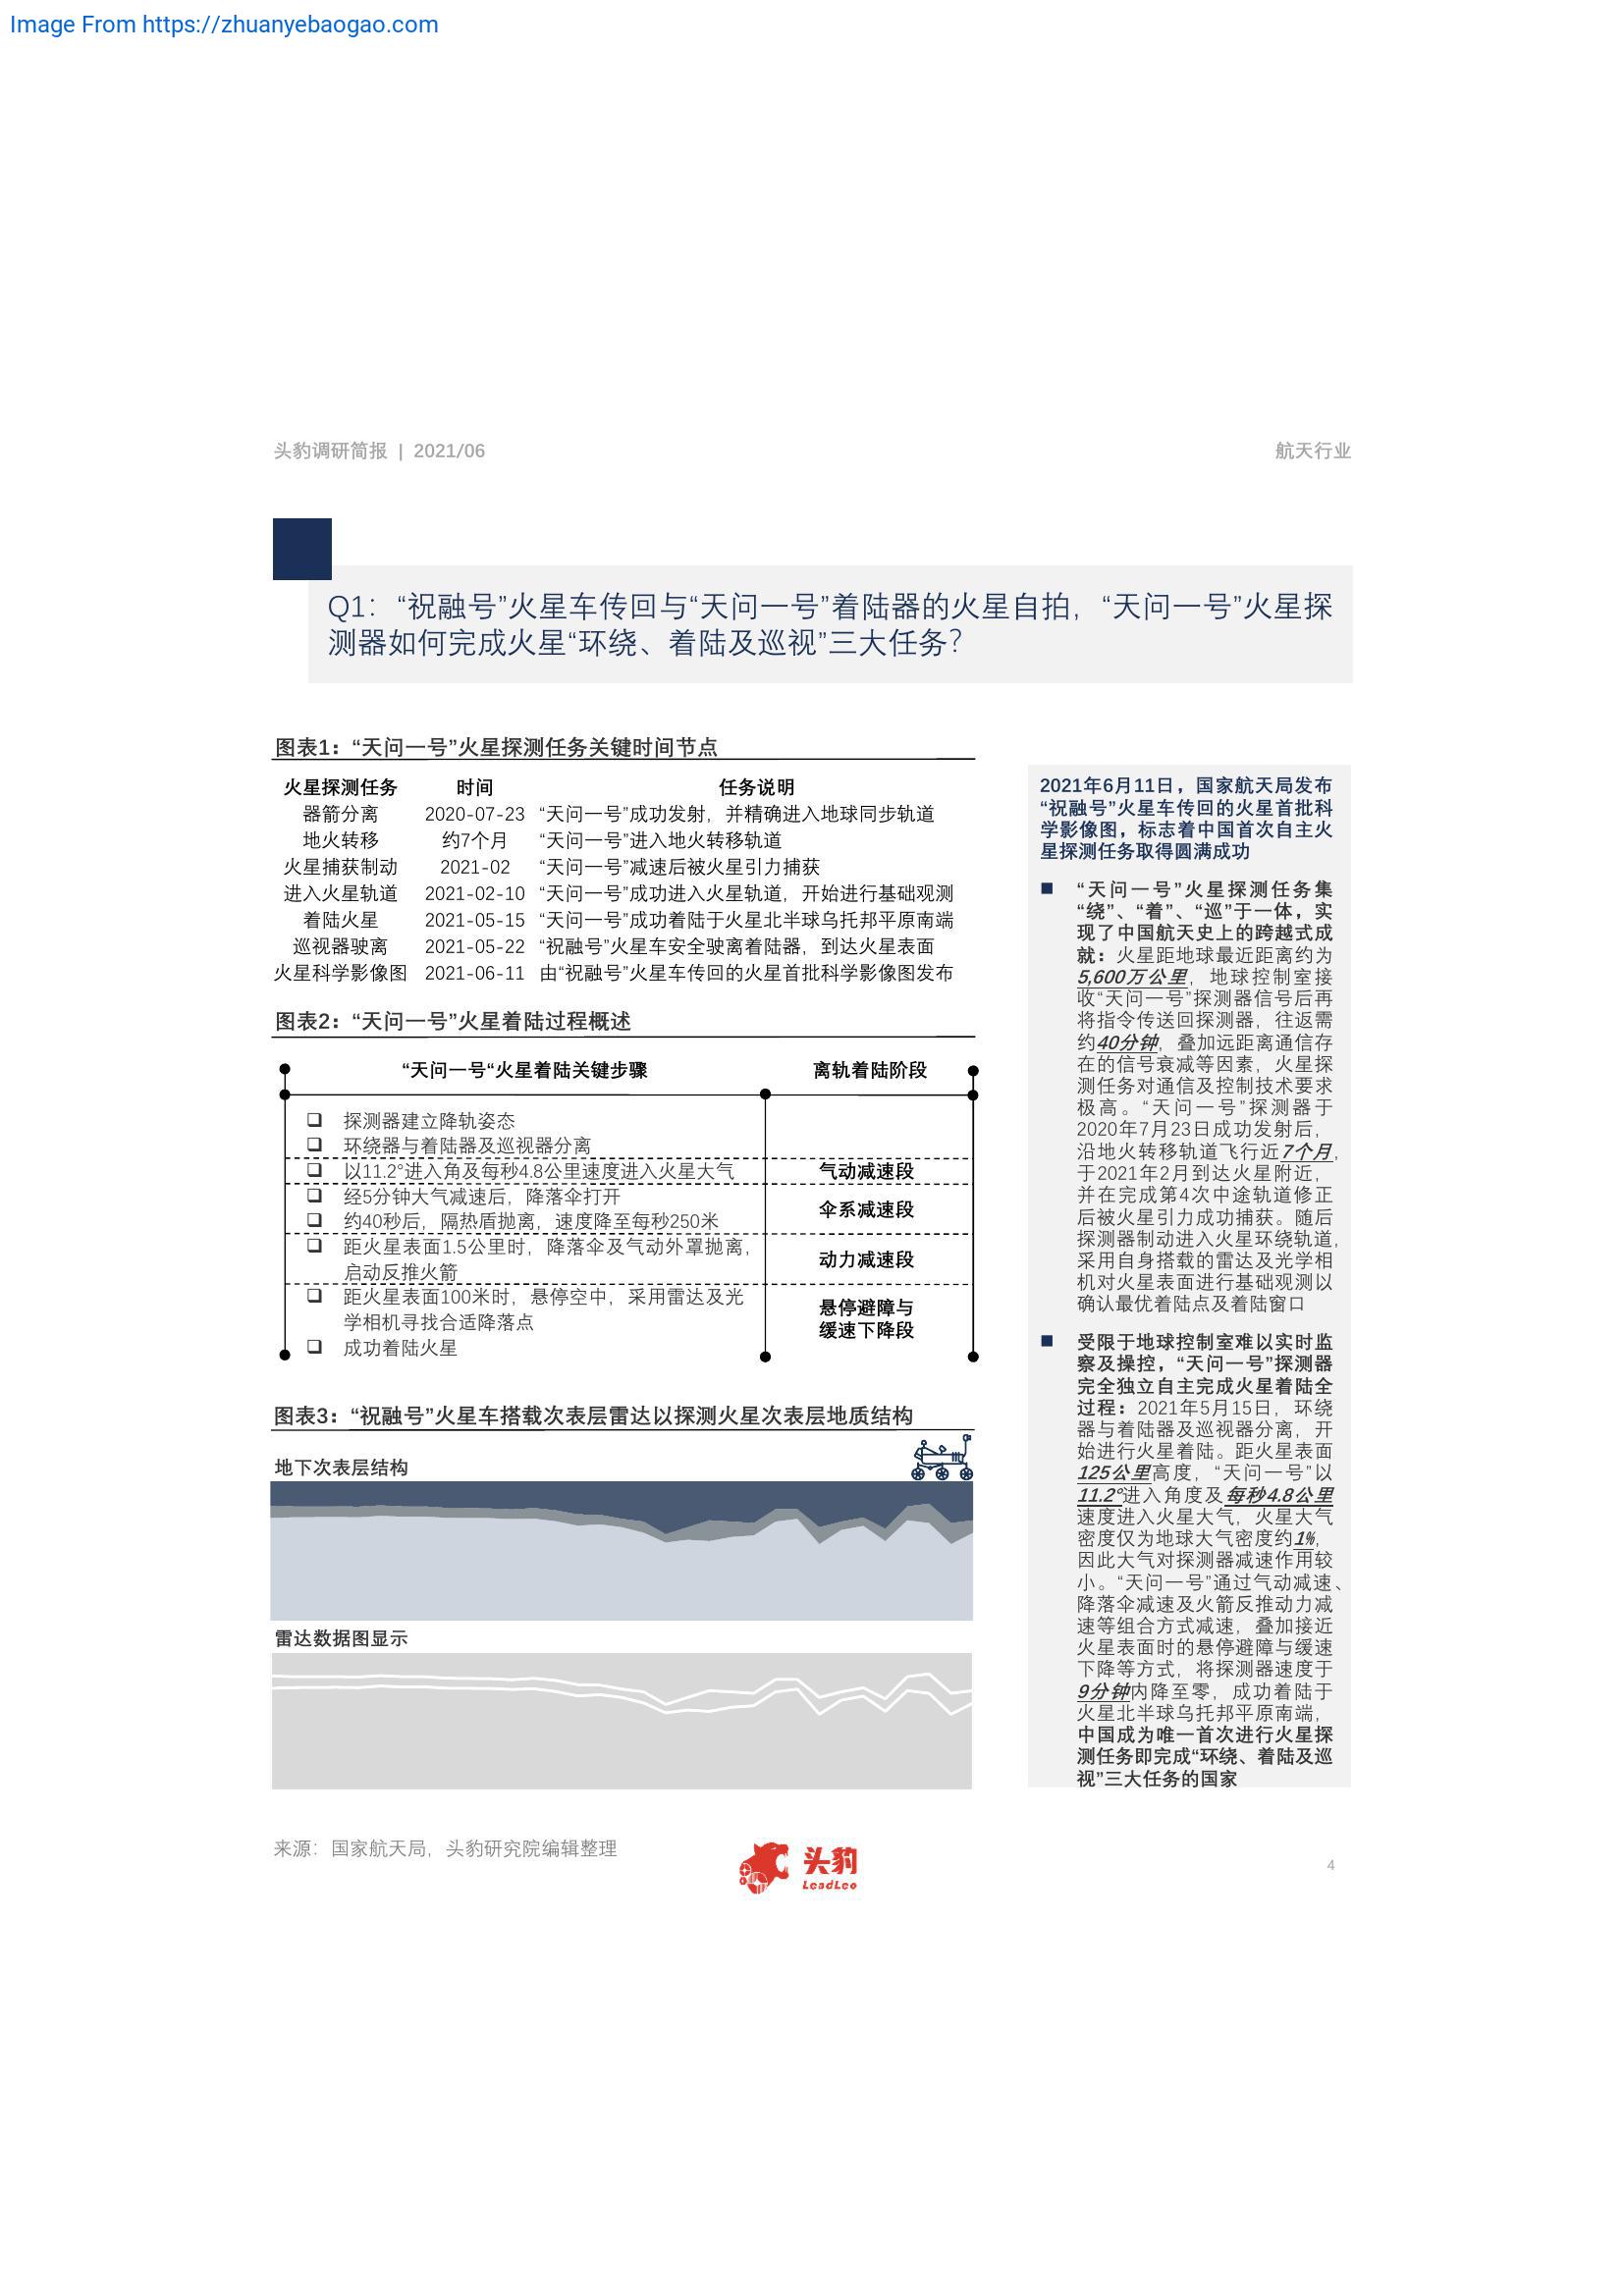 Image From https://zhuanyebaogao.com
头豹调研简报 | 2021/06
航天行业
Q1：“祝融号”火星车传回与“天问一号”着陆器的火星自拍，“天问一号”火星探
测器如何完成火星“环绕、着陆及巡视”三大任务？
图表1：“天问一号”火星探测任务关键时间节点
火星探测任务 时间 任务说明
器箭分离 2020-07-23 “天问一号”成功发射，并精确进入地球同步轨道
地火转移 约7个月 “天问一号”进入地火转移轨道
火星捕获制动 2021-02 “天问一号”减速后被火星引力捕获
进入火星轨道 2021-02-10 “天问一号”成功进入火星轨道，开始进行基础观测
着陆火星 2021-05-15 “天问一号”成功着陆于火星北半球乌托邦平原南端
巡视器驶离 2021-05-22 “祝融号”火星车安全驶离着陆器，到达火星表面
火星科学影像图 2021-06-11 由“祝融号”火星车传回的火星首批科学影像图发布
图表2：“天问一号”火星着陆过程概述
“天问一号“火星着陆关键步骤 离轨着陆阶段
❑ 探测器建立降轨姿态
❑ 环绕器与着陆器及巡视器分离
❑ 以11.2°进入角及每秒4.8公里速度进入火星大气 气动减速段
❑ 经5分钟大气减速后，降落伞打开
❑ 约40秒后，隔热盾抛离，速度降至每秒250米
伞系减速段
❑ 距火星表面1.5公里时，降落伞及气动外罩抛离，
启动反推火箭
动力减速段
❑ 距火星表面100米时，悬停空中，采用雷达及光
学相机寻找合适降落点
❑ 成功着陆火星
悬停避障与
缓速下降段
图表3：“祝融号”火星车搭载次表层雷达以探测火星次表层地质结构
地下次表层结构
雷达数据图显示
2021年6月11日，国家航天局发布
“祝融号”火星车传回的火星首批科
学影像图，标志着中国首次自主火
星探测任务取得圆满成功
■ “天问一号”火星探测任务集
“绕”、“着”、“巡”于一体，实
现了中国航天史上的跨越式成
就：火星距地球最近距离约为
5,600万公里，地球控制室接
收“天问一号”探测器信号后再
将指令传送回探测器，往返需
约40分钟，叠加远距离通信存
在的信号衰减等因素，火星探
测任务对通信及控制技术要求
极高。“天问一号”探测器于
2020年7月23日成功发射后，
沿地火转移轨道飞行近7个月，
于2021年2月到达火星附近，
并在完成第4次中途轨道修正
后被火星引力成功捕获。随后
探测器制动进入火星环绕轨道，
采用自身搭载的雷达及光学相
机对火星表面进行基础观测以
确认最优着陆点及着陆窗口
■ 受限于地球控制室难以实时监
察及操控，“天问一号”探测器
完全独立自主完成火星着陆全
过程：2021年5月15日，环绕
器与着陆器及巡视器分离，开
始进行火星着陆。距火星表面
125公里高度，“天问一号”以
11.2°进入角度及每秒4.8公里
速度进入火星大气，火星大气
密度仅为地球大气密度约1%，
因此大气对探测器减速作用较
小。“天问一号”通过气动减速、
降落伞减速及火箭反推动力减
速等组合方式减速，叠加接近
火星表面时的悬停避障与缓速
下降等方式，将探测器速度于
9分钟内降至零，成功着陆于
火星北半球乌托邦平原南端，
中国成为唯一首次进行火星探
测任务即完成“环绕、着陆及巡
视”三大任务的国家
来源：国家航天局，头豹研究院编辑整理
头豹
LeadLeo
4